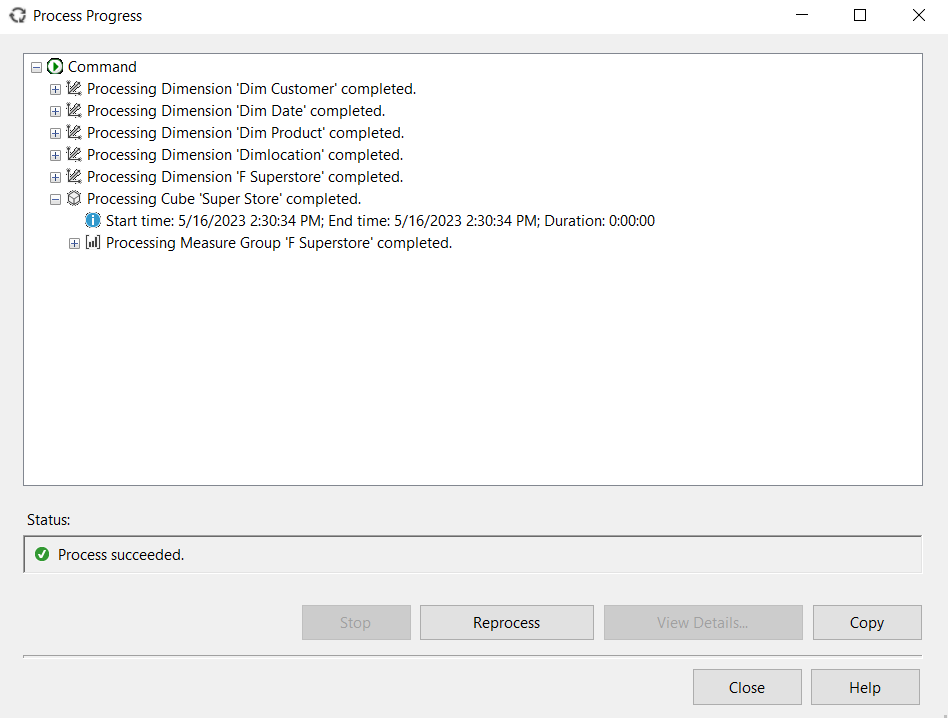 Process Progress
Command
Processing Dimension 'Dim Customer' completed.
Processing Dimension 'Dim Date' completed.
Processing Dimension 'Dim Product' completed.
Processing Dimension 'Dimlocation' completed.
Processing Dimension 'F Superstore' completed.
Processing Cube 'Super Store' completed.
Start time: 5/16/2023 2:30:34 PM; End time: 5/16/2023 2:30:34 PM; Duration: 0:00:00
Processing Measure Group 'F Superstore' completed.
Status:
Process succeeded.
Stop Reprocess View Details... Copy
Close Help